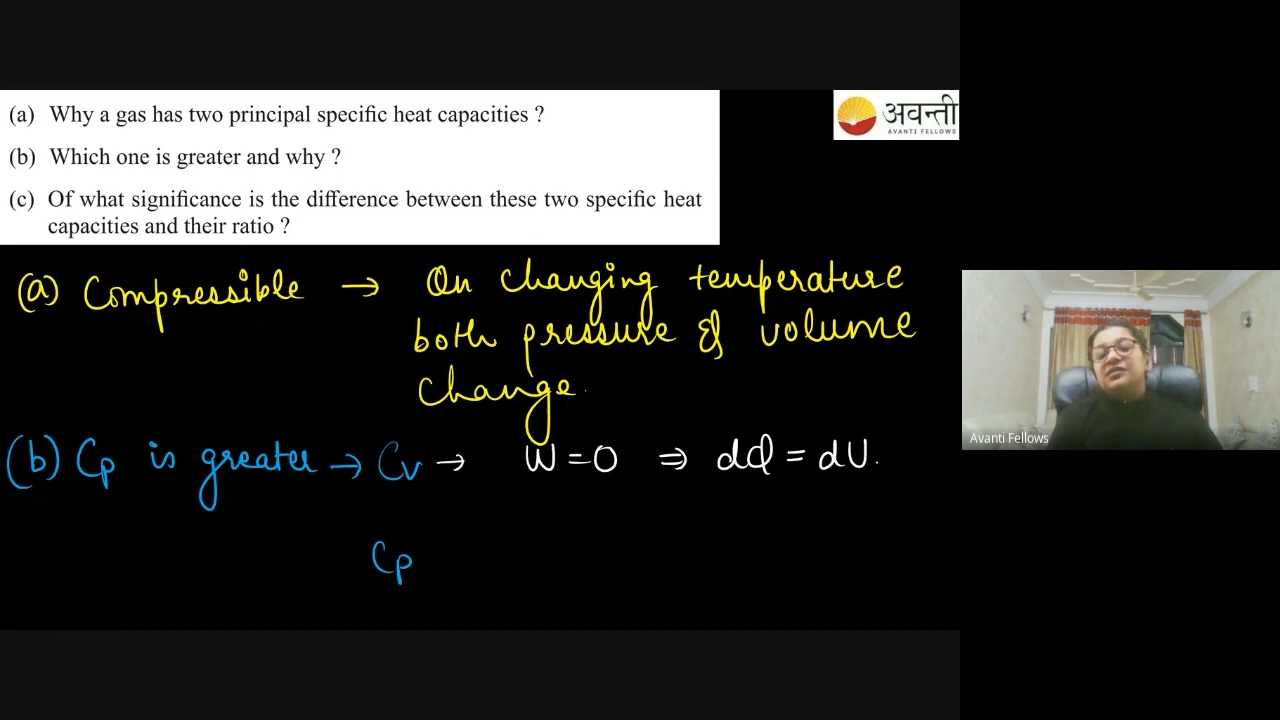 (a) Why a gas has two principal specific heat capacities ?
(b) Which one is greater and why ?
(c) Of what significance is the difference between these two specific heat
capacities and their ratio ?
अवन्ती
AVANTI FELLOWS
(a) Compressible → On changing temperature
both pressure & volume
change.
(b) Cp is greater → Cv → W = 0 ⇒ dQ = dU.
Cp
Avanti Fellows